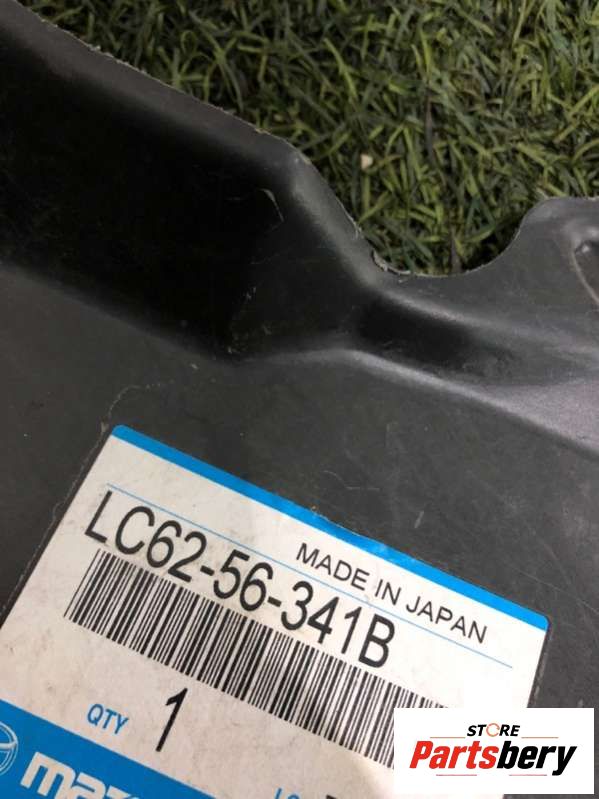 MADE IN JAPAN
LC62-56-341B
QTY 1
STORE
Partsbery